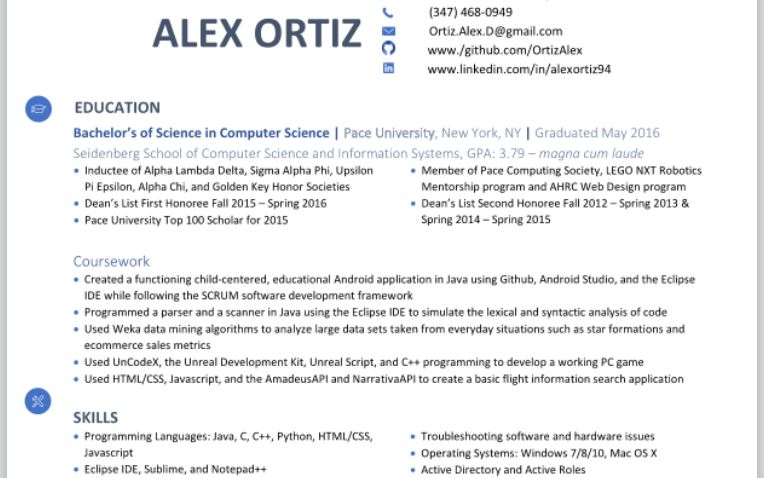 ALEX ORTIZ
(347) 468-0949
Ortiz.Alex.D@gmail.com
www./github.com/OrtizAlex
www.linkedin.com/in/alexortiz94
EDUCATION
Bachelor's of Science in Computer Science | Pace University, New York, NY | Graduated May 2016
Seidenberg School of Computer Science and Information Systems, GPA: 3.79 – magna cum laude
• Inductee of Alpha Lambda Delta, Sigma Alpha Phi, Upsilon
Pi Epsilon, Alpha Chi, and Golden Key Honor Societies
• Dean's List First Honoree Fall 2015 – Spring 2016
• Pace University Top 100 Scholar for 2015
• Member of Pace Computing Society, LEGO NXT Robotics
Mentorship program and AHRC Web Design program
• Dean's List Second Honoree Fall 2012 – Spring 2013 &
Spring 2014 – Spring 2015
Coursework
• Created a functioning child-centered, educational Android application in Java using Github, Android Studio, and the Eclipse
IDE while following the SCRUM software development framework
• Programmed a parser and a scanner in Java using the Eclipse IDE to simulate the lexical and syntactic analysis of code
• Used Weka data mining algorithms to analyze large data sets taken from everyday situations such as star formations and
ecommerce sales metrics
• Used UnCodeX, the Unreal Development Kit, Unreal Script, and C++ programming to develop a working PC game
• Used HTML/CSS, Javascript, and the AmadeusAPI and NarrativaAPI to create a basic flight information search application
SKILLS
• Programming Languages: Java, C, C++, Python, HTML/CSS,
Javascript
• Eclipse IDE, Sublime, and Notepad++
• Troubleshooting software and hardware issues
• Operating Systems: Windows 7/8/10, Mac OS X
• Active Directory and Active Roles